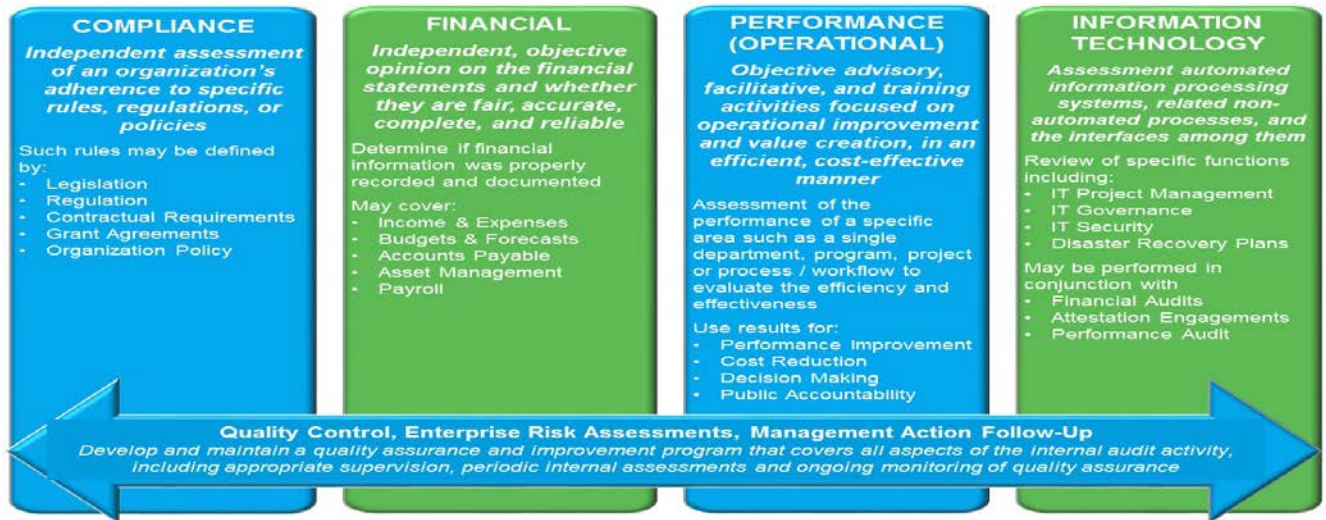 COMPLIANCE
Independent assessment
of an organization's
adherence to specific
rules, regulations, or
policies
Such rules may be defined
by:
• Legislation
• Regulation
• Contractual Requirements
• Grant Agreements
• Organization Policy
FINANCIAL
Independent, objective
opinion on the financial
statements and whether
they are fair, accurate,
complete, and reliable
Determine if financial
information was properly
recorded and documented
May cover:
• Income & Expenses
• Budgets & Forecasts
• Accounts Payable
• Asset Management
• Payroll
PERFORMANCE
(OPERATIONAL)
Objective advisory,
facilitative, and training
activities focused on
operational improvement
and value creation, in an
efficient, cost-effective
manner
Assessment of the
performance of a specific
area such as a single
department, program, project
or process / workflow to
evaluate the efficiency and
effectiveness
Use results for:
• Performance Improvement
• Cost Reduction
• Decision Making
• Public Accountability
INFORMATION
TECHNOLOGY
Assessment automated
information processing
systems, related non-
automated processes, and
the interfaces among them
Review of specific functions
including:
• IT Project Management
• IT Governance
• IT Security
• Disaster Recovery Plans
May be performed in
conjunction with
• Financial Audits
• Attestation Engagements
• Performance Audit
Quality Control, Enterprise Risk Assessments, Management Action Follow-Up
Develop and maintain a quality assurance and improvement program that covers all aspects of the internal audit activity,
including appropriate supervision, periodic internal assessments and ongoing monitoring of quality assurance